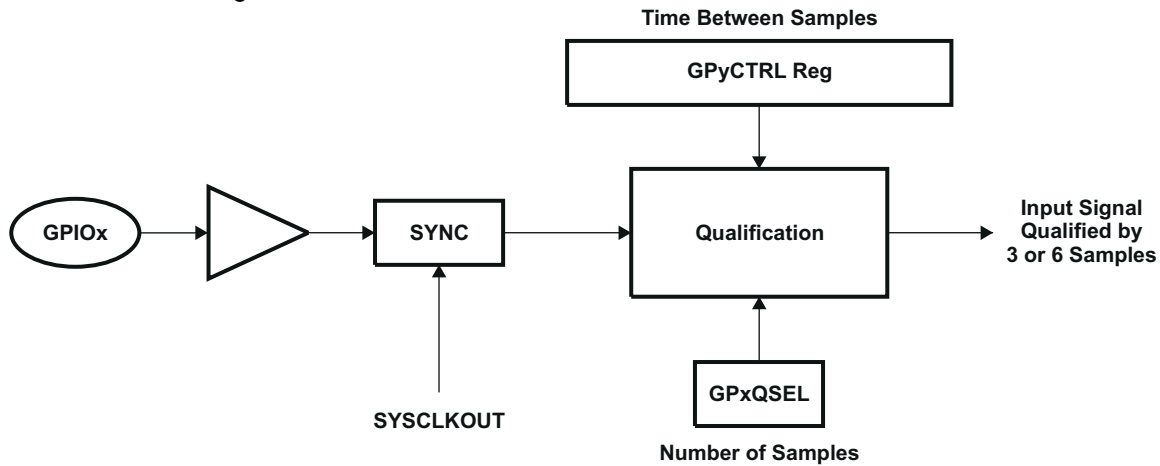 Time Between Samples
GPyCTRL Reg
GPIOx
SYNC
Qualification
Input Signal
Qualified by
3 or 6 Samples
GPxQSEL
SYSCLKOUT
Number of Samples